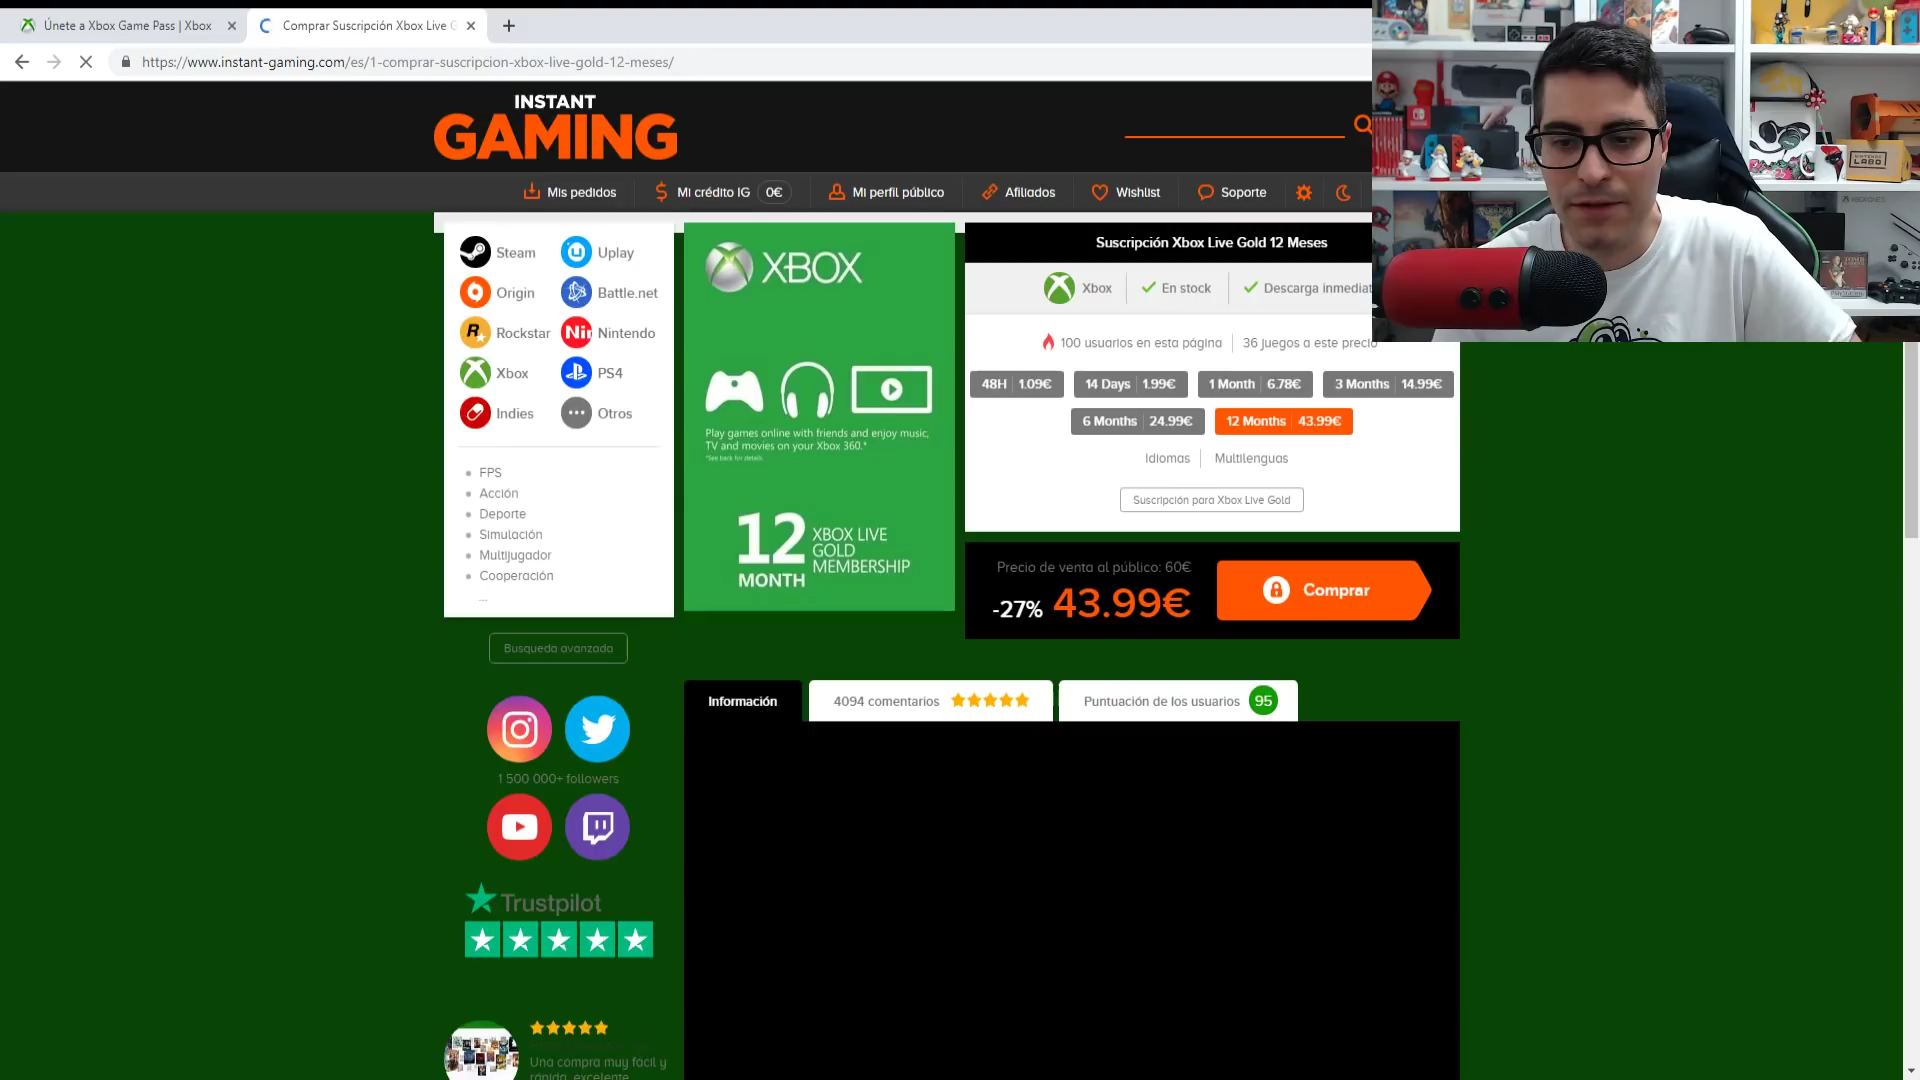 Únete a Xbox Game Pass | Xbox
Comprar Suscripción Xbox Live G
https://www.instant-gaming.com/es/1-comprar-suscripcion-xbox-live-gold-12-meses/
INSTANT
GAMING
Mis pedidos
Mi crédito IG 0€
Mi perfil público
Afiliados
Wishlist
Soporte
Steam
Uplay
Origin
Battle.net
Rockstar
Nintendo
Xbox
PS4
Indies
Otros
FPS
Acción
Deporte
Simulación
Multijugador
Cooperación
...
Busqueda avanzada
1 500 000+ followers
Trustpilot
Una compra muy fácil y
rápida, excelente
XBOX
Play games online with friends and enjoy music,
TV and movies on your Xbox 360.*
*See back for details.
12
MONTH
XBOX LIVE
GOLD
MEMBERSHIP
Suscripción Xbox Live Gold 12 Meses
Xbox
En stock
Descarga inmediat
100 usuarios en esta página
36 juegos a este precio
48H 1.09€
14 Days 1.99€
1 Month 6.78€
3 Months 14.99€
6 Months 24.99€
12 Months 43.99€
Idiomas
Multilenguas
Suscripción para Xbox Live Gold
Precio de venta al público: 60€
-27% 43.99€
Comprar
Información
4094 comentarios
Puntuación de los usuarios 95
NINTENDO
LABO